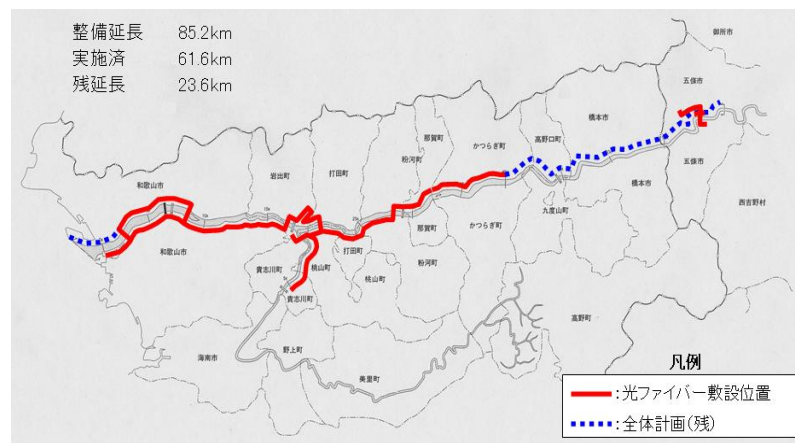 整備延長 85.2km
実施済 61.6km
残延長 23.6km
御所市
五條市
橋本市
高野口町
かつらぎ町
那賀町
粉河町
打田町
岩出町
和歌山市
五條市
橋本市
西吉野村
九度山町
かつらぎ町
那賀町
粉河町
打田町
桃山町
桃山町
貴志川町
和歌山市
貴志川町
高野町
野上町
海南市
美里町
凡例
:光ファイバー敷設位置
:全体計画(残)